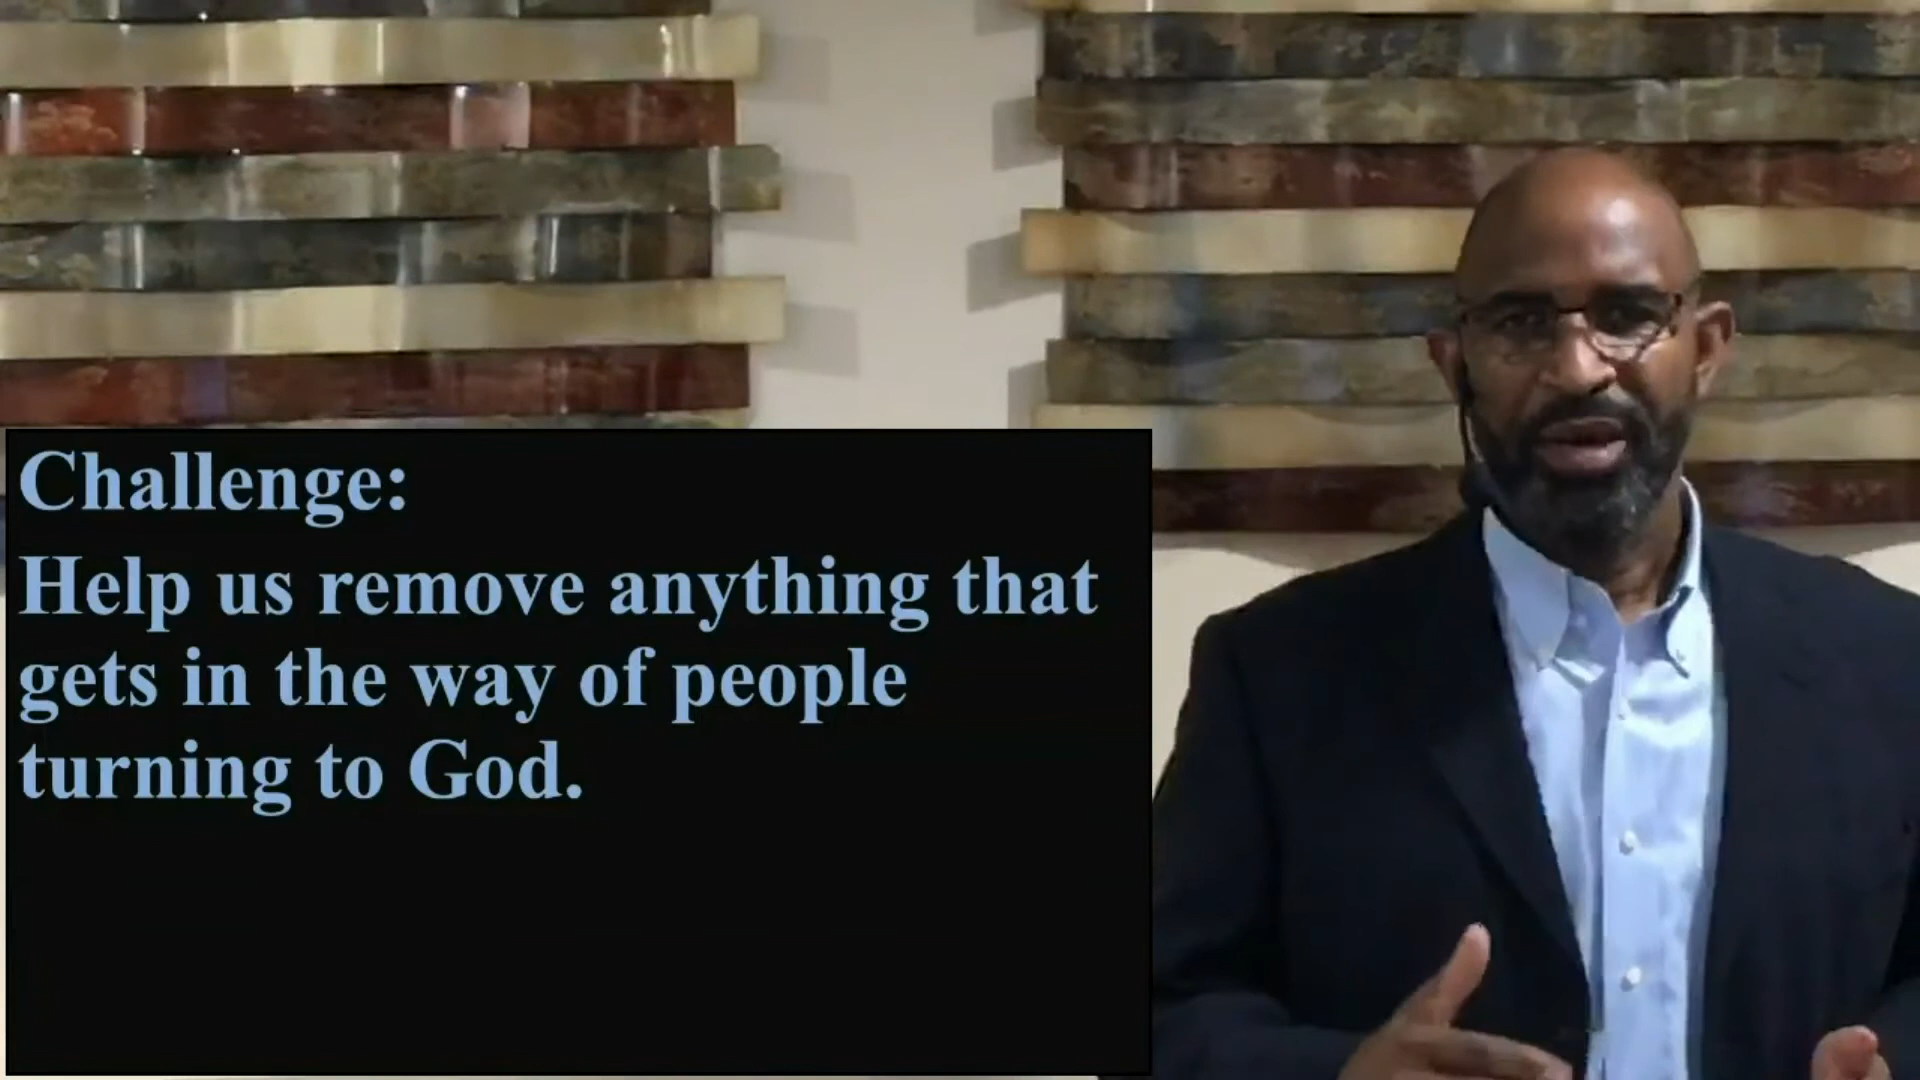 Challenge:
Help us remove anything that
gets in the way of people
turning to God.